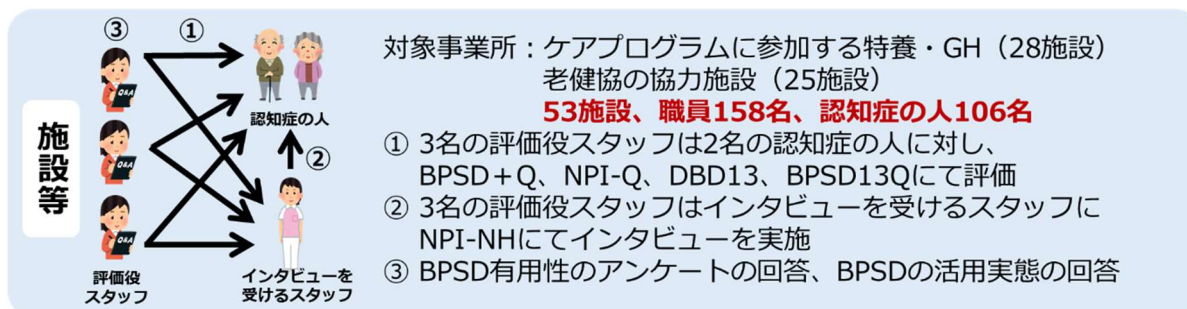 ③
①
Q&A
Q&A
Q&A
施設等
認知症の人
②
評価役
スタッフ
インタビューを
受けるスタッフ
対象事業所：ケアプログラムに参加する特養・GH（28施設）
老健協の協力施設（25施設）
53施設、職員158名、認知症の人106名
① 3名の評価役スタッフは2名の認知症の人に対し、
BPSD＋Q、NPI-Q、DBD13、BPSD13Qにて評価
② 3名の評価役スタッフはインタビューを受けるスタッフに
NPI-NHにてインタビューを実施
③ BPSD有用性のアンケートの回答、BPSDの活用実態の回答